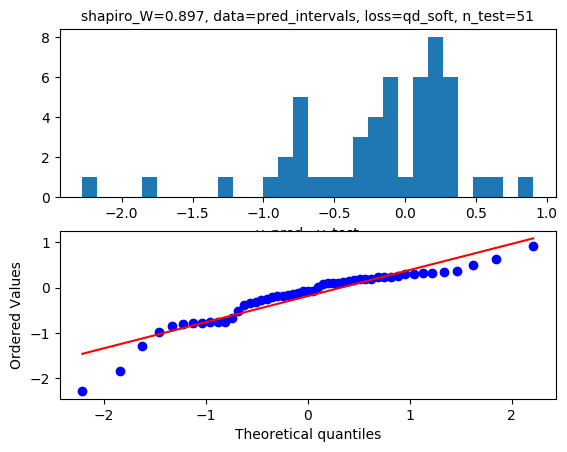 shapiro_W=0.897, data=pred_intervals, loss=qd_soft, n_test=51
8
6
4
2
0
−2.0 −1.5 −1.0 −0.5 0.0 0.5 1.0
1
0
−1
−2
Ordered Values
−2 −1 0 1 2
Theoretical quantiles